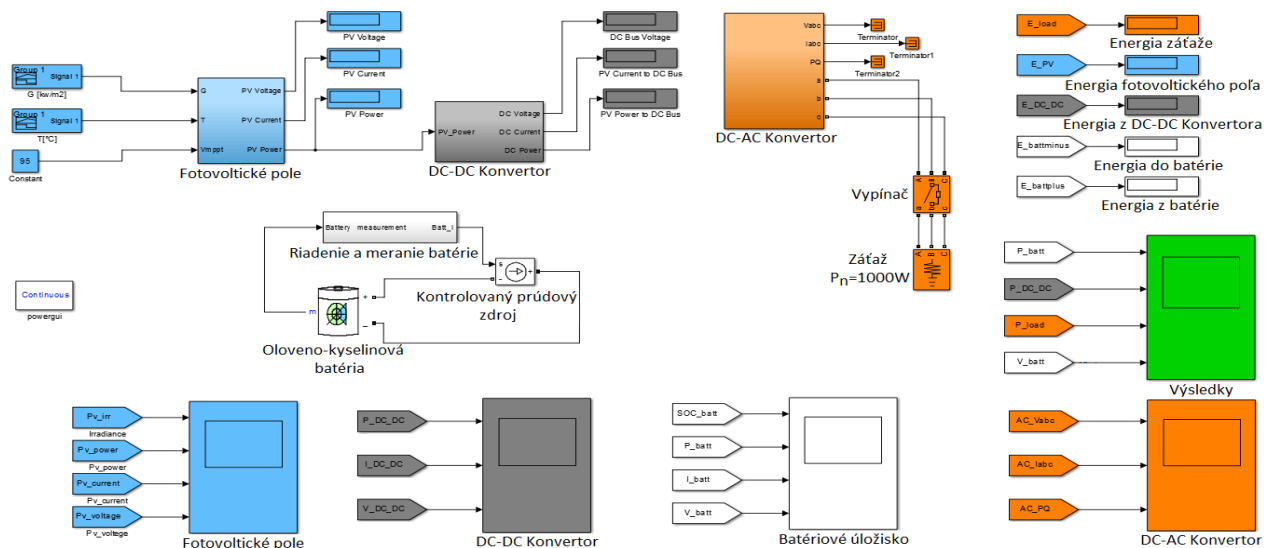 Group 1
Signal 1
G [kw/m2]
Group 1
Signal 1
T[°C]
95
Constant
G
T
Vmppt
PV Voltage
PV Current
PV Power
Fotovoltické pole
PV Voltage
PV Current
PV Power
PV_Power
DC Voltage
DC Current
DC Power
DC-DC Konvertor
DC Bus Voltage
PV Current to DC Bus
PV Power to DC Bus
Vabc
Iabc
PQ
a
b
c
DC-AC Konvertor
Terminator
Terminator1
Terminator2
A
B
C
a
b
c
Vypínač
A
B
C
Záťaž
Pn=1000W
E_load
Energia záťaže
E_PV
Energia fotovoltického poľa
E_DC_DC
Energia z DC-DC Konvertora
E_battminus
Energia do batérie
E_battplus
Energia z batérie
Battery measurement
Batt_I
Riadenie a meranie batérie
s
-
+
Kontrolovaný prúdový
zdroj
m
+
_
Oloveno-kyselinová
batéria
Continuous
powergui
P_batt
P_DC_DC
P_load
V_batt
Výsledky
Pv_irr
Irradiance
Pv_power
Pv_power
Pv_current
Pv_current
Pv_voltage
Pv_voltege
Fotovoltické pole
P_DC_DC
I_DC_DC
V_DC_DC
DC-DC Konvertor
SOC_batt
P_batt
I_batt
V_batt
Batériové úložisko
AC_Vabc
AC_Iabc
AC_PQ
DC-AC Konvertor